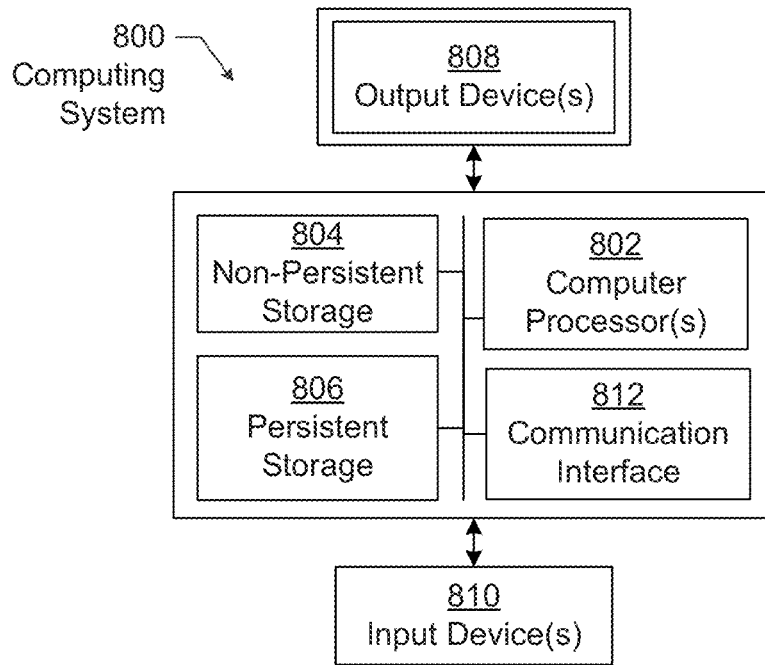 800
Computing
System
808
Output Device(s)
804
Non-Persistent
Storage
802
Computer
Processor(s)
806
Persistent
Storage
812
Communication
Interface
810
Input Device(s)